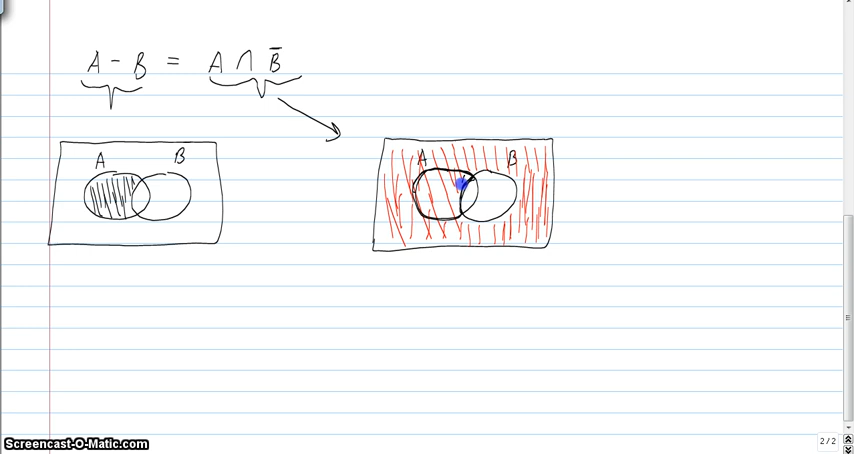 A - B = A ∩ B̅
A B
A B
2 / 2
Screencast-O-Matic.com